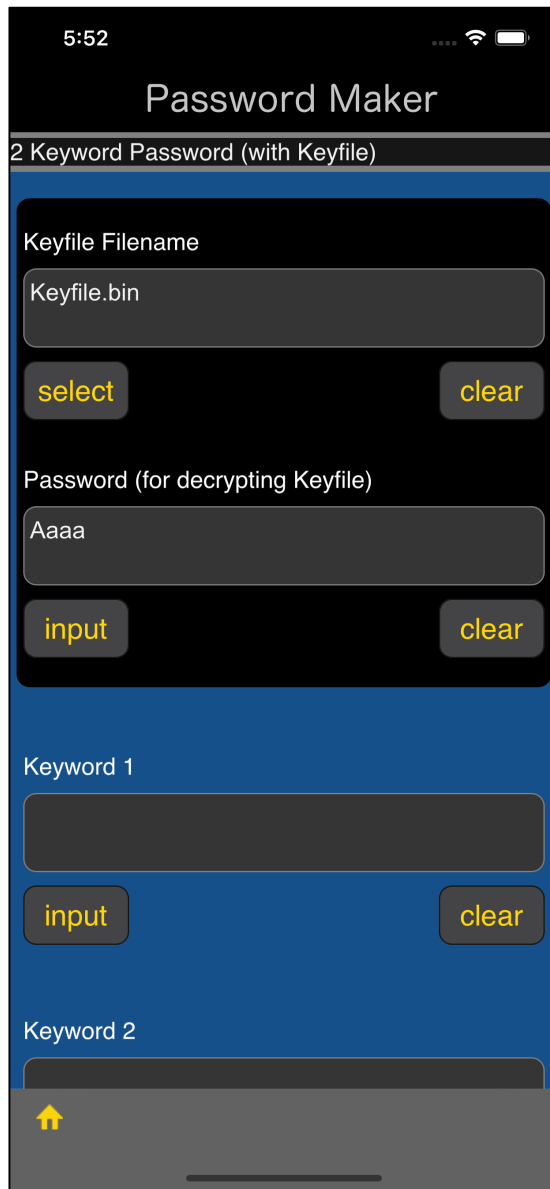 5:52
Password Maker
2 Keyword Password (with Keyfile)
Keyfile Filename
Keyfile.bin
select clear
Password (for decrypting Keyfile)
Aaaa
input clear
Keyword 1
input clear
Keyword 2